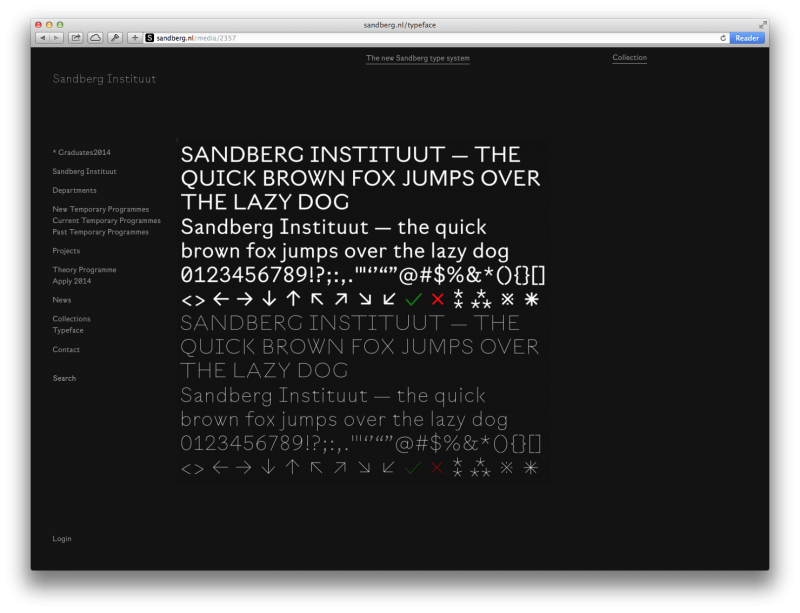 sandberg.nl/typeface
sandberg.nl/media/2357
Reader
The new Sandberg type system
Collection
Sandberg Instituut
* Graduates2014
Sandberg Instituut
Departments
New Temporary Programmes
Current Temporary Programmes
Past Temporary Programmes
Projects
Theory Programme
Apply 2014
News
Collections
Typeface
Contact
Search
Login
SANDBERG INSTITUUT — THE
QUICK BROWN FOX JUMPS OVER
THE LAZY DOG
Sandberg Instituut — the quick
brown fox jumps over the lazy dog
0123456789!?;:,.'"‘’“”@#$%&*(){}[]
<> ← → ↓ ↑ ↖ ↗ ↘ ↙ ✓ × ⁑ ⁂ ※ ✱
SANDBERG INSTITUUT — THE
QUICK BROWN FOX JUMPS OVER
THE LAZY DOG
Sandberg Instituut — the quick
brown fox jumps over the lazy dog
0123456789!?;:,.'"‘’“”@#$%&*(){}[]
<> ← → ↓ ↑ ↖ ↗ ↘ ↙ ✓ × ⁑ ⁂ ※ ✱